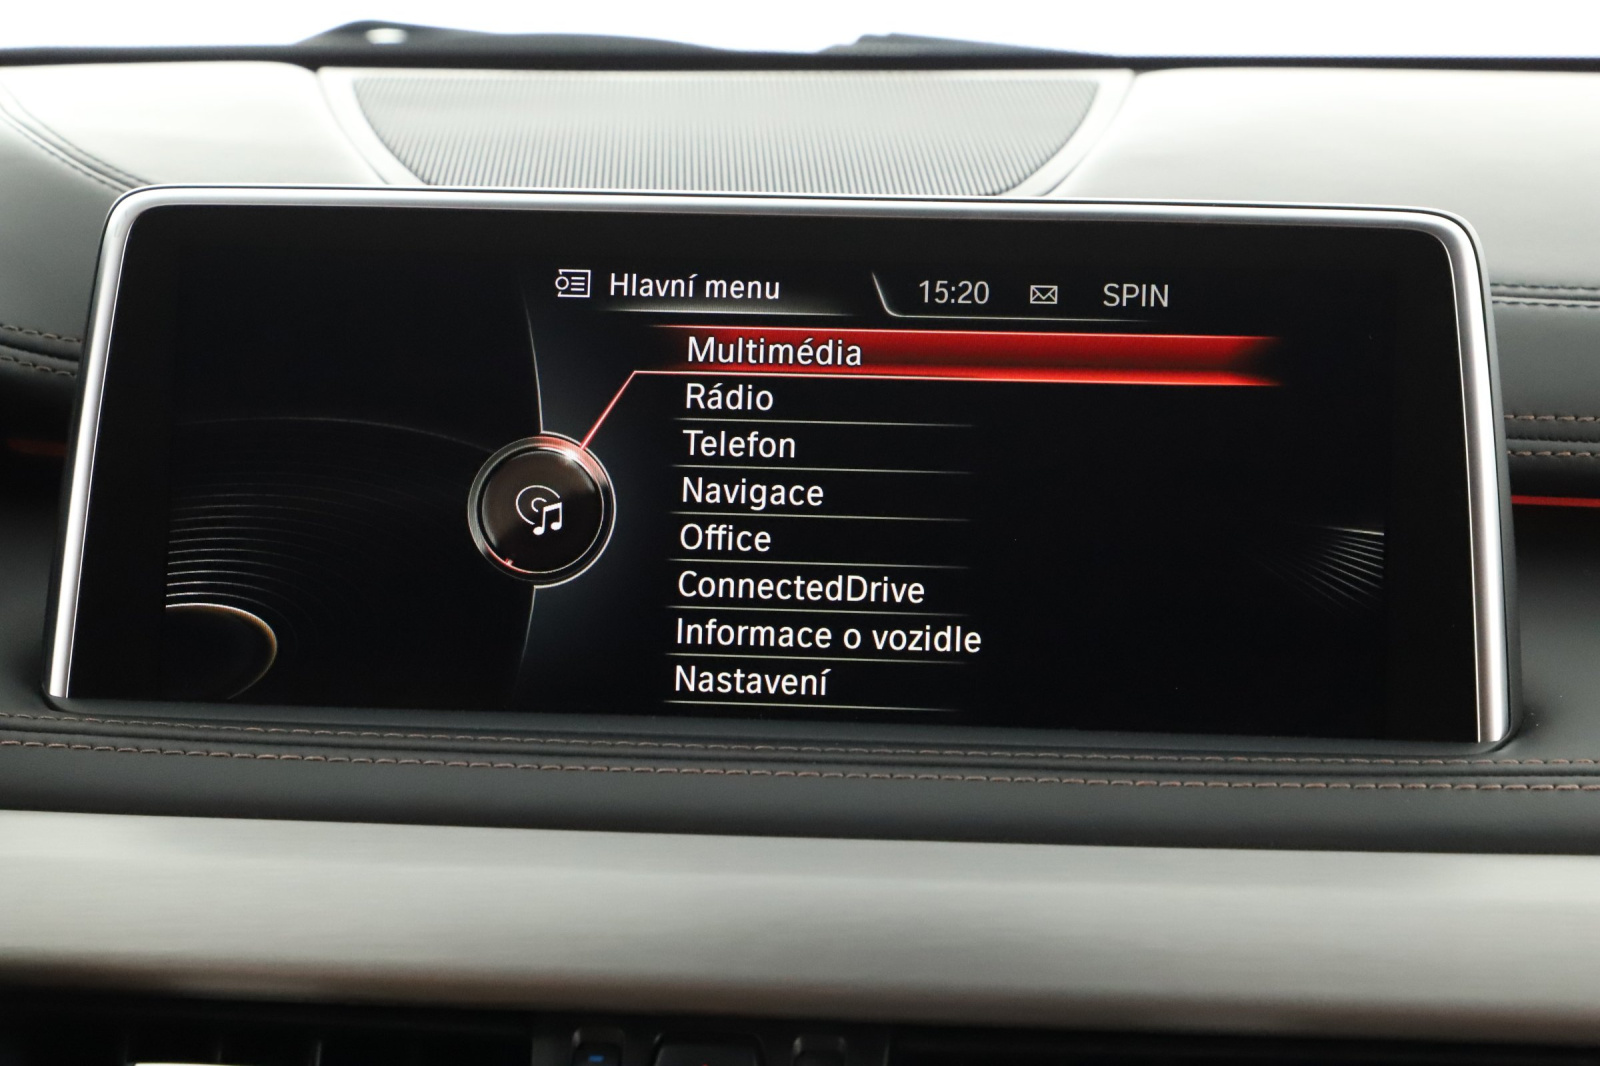 Hlavní menu 15:20 SPIN
Multimédia
Rádio
Telefon
Navigace
Office
ConnectedDrive
Informace o vozidle
Nastavení